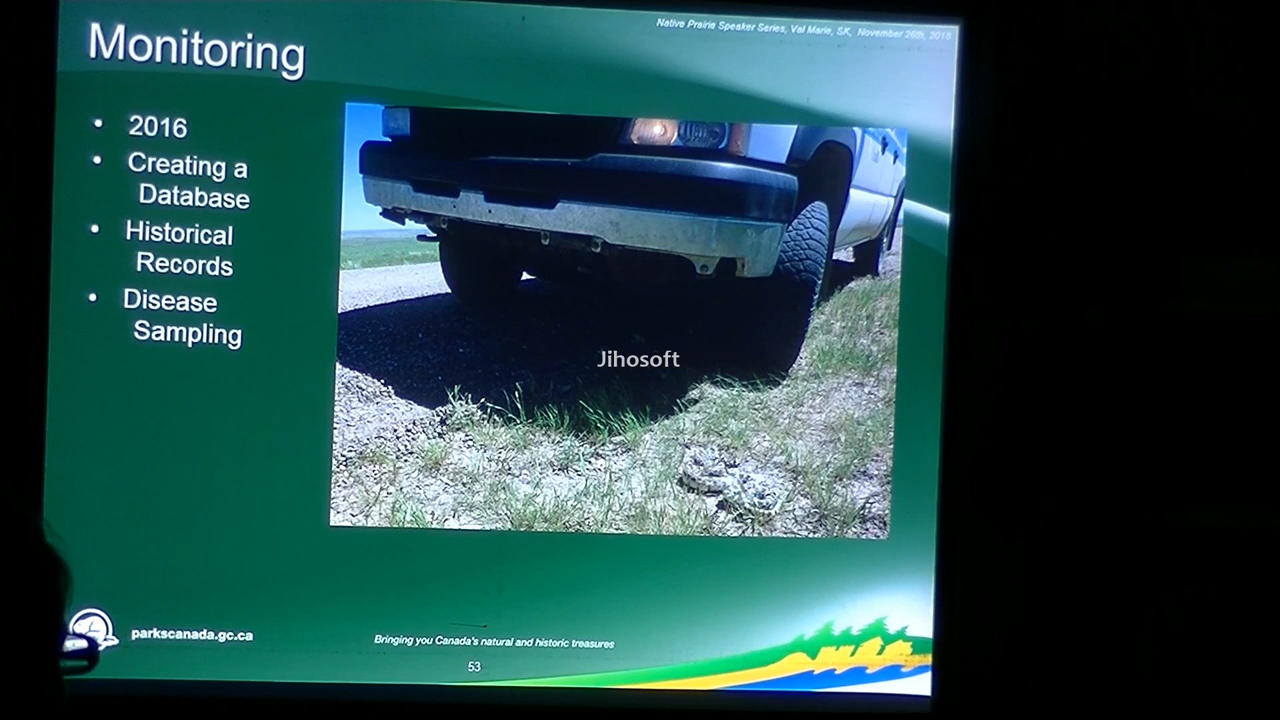 Native Prairie Speaker Series, Val Marie, SK, November 26th, 2018
Monitoring
• 2016
• Creating a
Database
• Historical
Records
• Disease
Sampling
Jihosoft
parkscanada.gc.ca
Bringing you Canada's natural and historic treasures
53